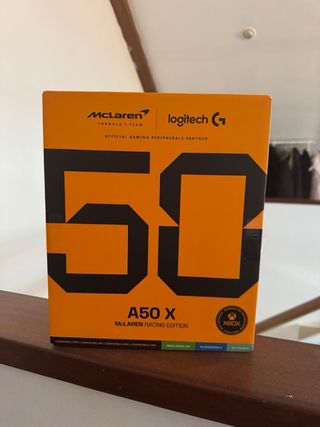 McLaren logitech G
FORMULA 1 TEAM
OFFICIAL GAMING PERIPHERALS PARTNER
50
A50 X
McLAREN RACING EDITION
XBOX